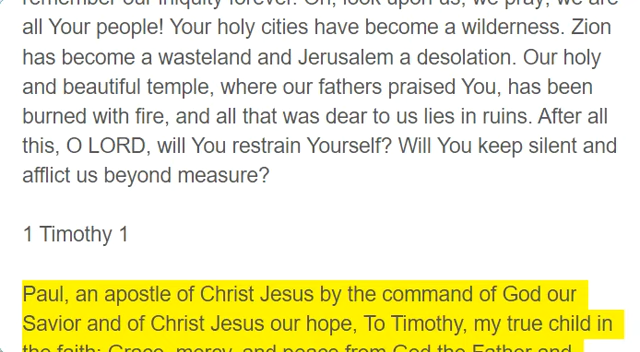 remember our iniquity forever. Oh, look upon us, we pray; we are
all Your people! Your holy cities have become a wilderness. Zion
has become a wasteland and Jerusalem a desolation. Our holy
and beautiful temple, where our fathers praised You, has been
burned with fire, and all that was dear to us lies in ruins. After all
this, O LORD, will You restrain Yourself? Will You keep silent and
afflict us beyond measure?
1 Timothy 1
Paul, an apostle of Christ Jesus by the command of God our
Savior and of Christ Jesus our hope, To Timothy, my true child in
the faith: Grace, mercy, and peace from God the Father and